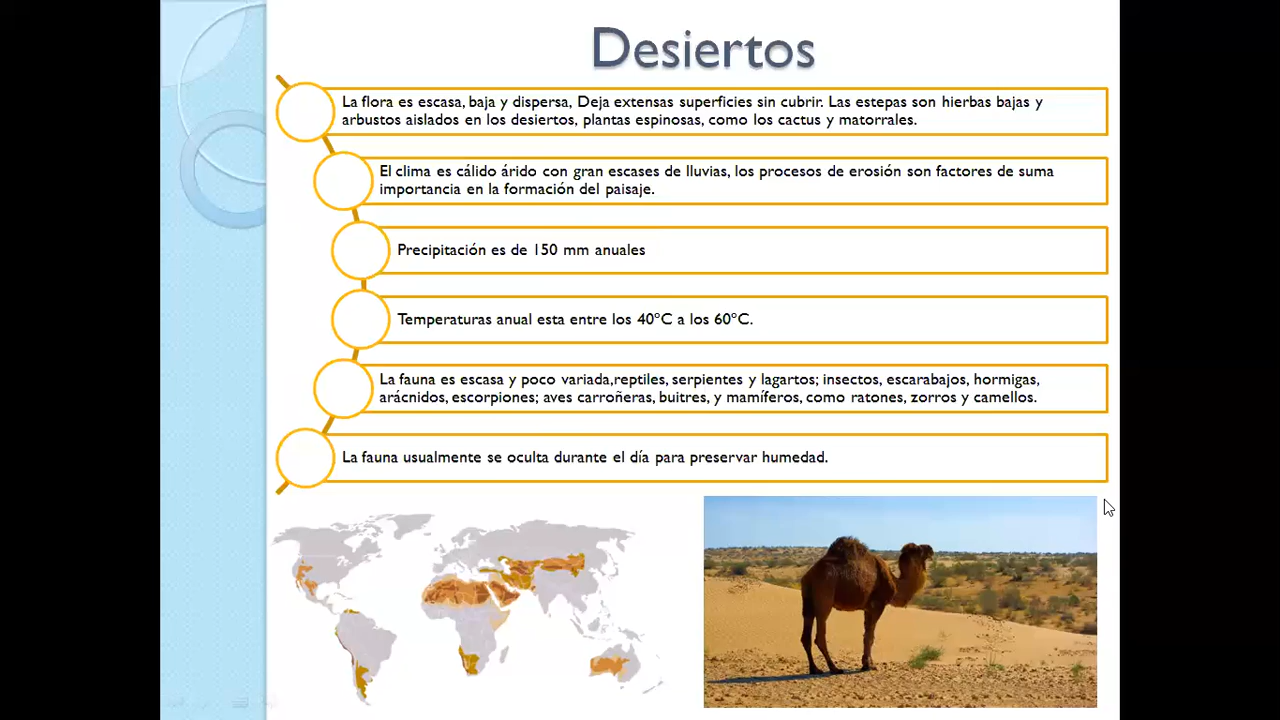 Desiertos
La flora es escasa, baja y dispersa, Deja extensas superficies sin cubrir. Las estepas son hierbas bajas y
arbustos aislados en los desiertos, plantas espinosas, como los cactus y matorrales.
El clima es cálido árido con gran escases de lluvias, los procesos de erosión son factores de suma
importancia en la formación del paisaje.
Precipitación es de 150 mm anuales
Temperaturas anual esta entre los 40°C a los 60°C.
La fauna es escasa y poco variada,reptiles, serpientes y lagartos; insectos, escarabajos, hormigas,
arácnidos, escorpiones; aves carroñeras, buitres, y mamíferos, como ratones, zorros y camellos.
La fauna usualmente se oculta durante el día para preservar humedad.